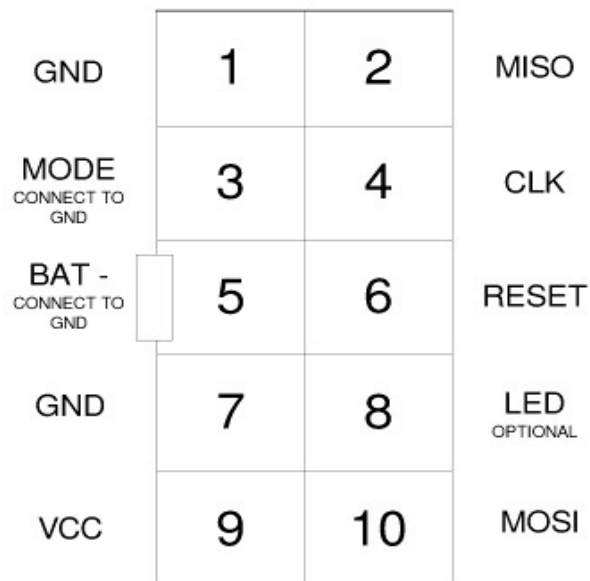 GND 1 2 MISO
MODE
CONNECT TO
GND
3 4 CLK
BAT -
CONNECT TO
GND
5 6 RESET
GND 7 8 LED
OPTIONAL
VCC 9 10 MOSI